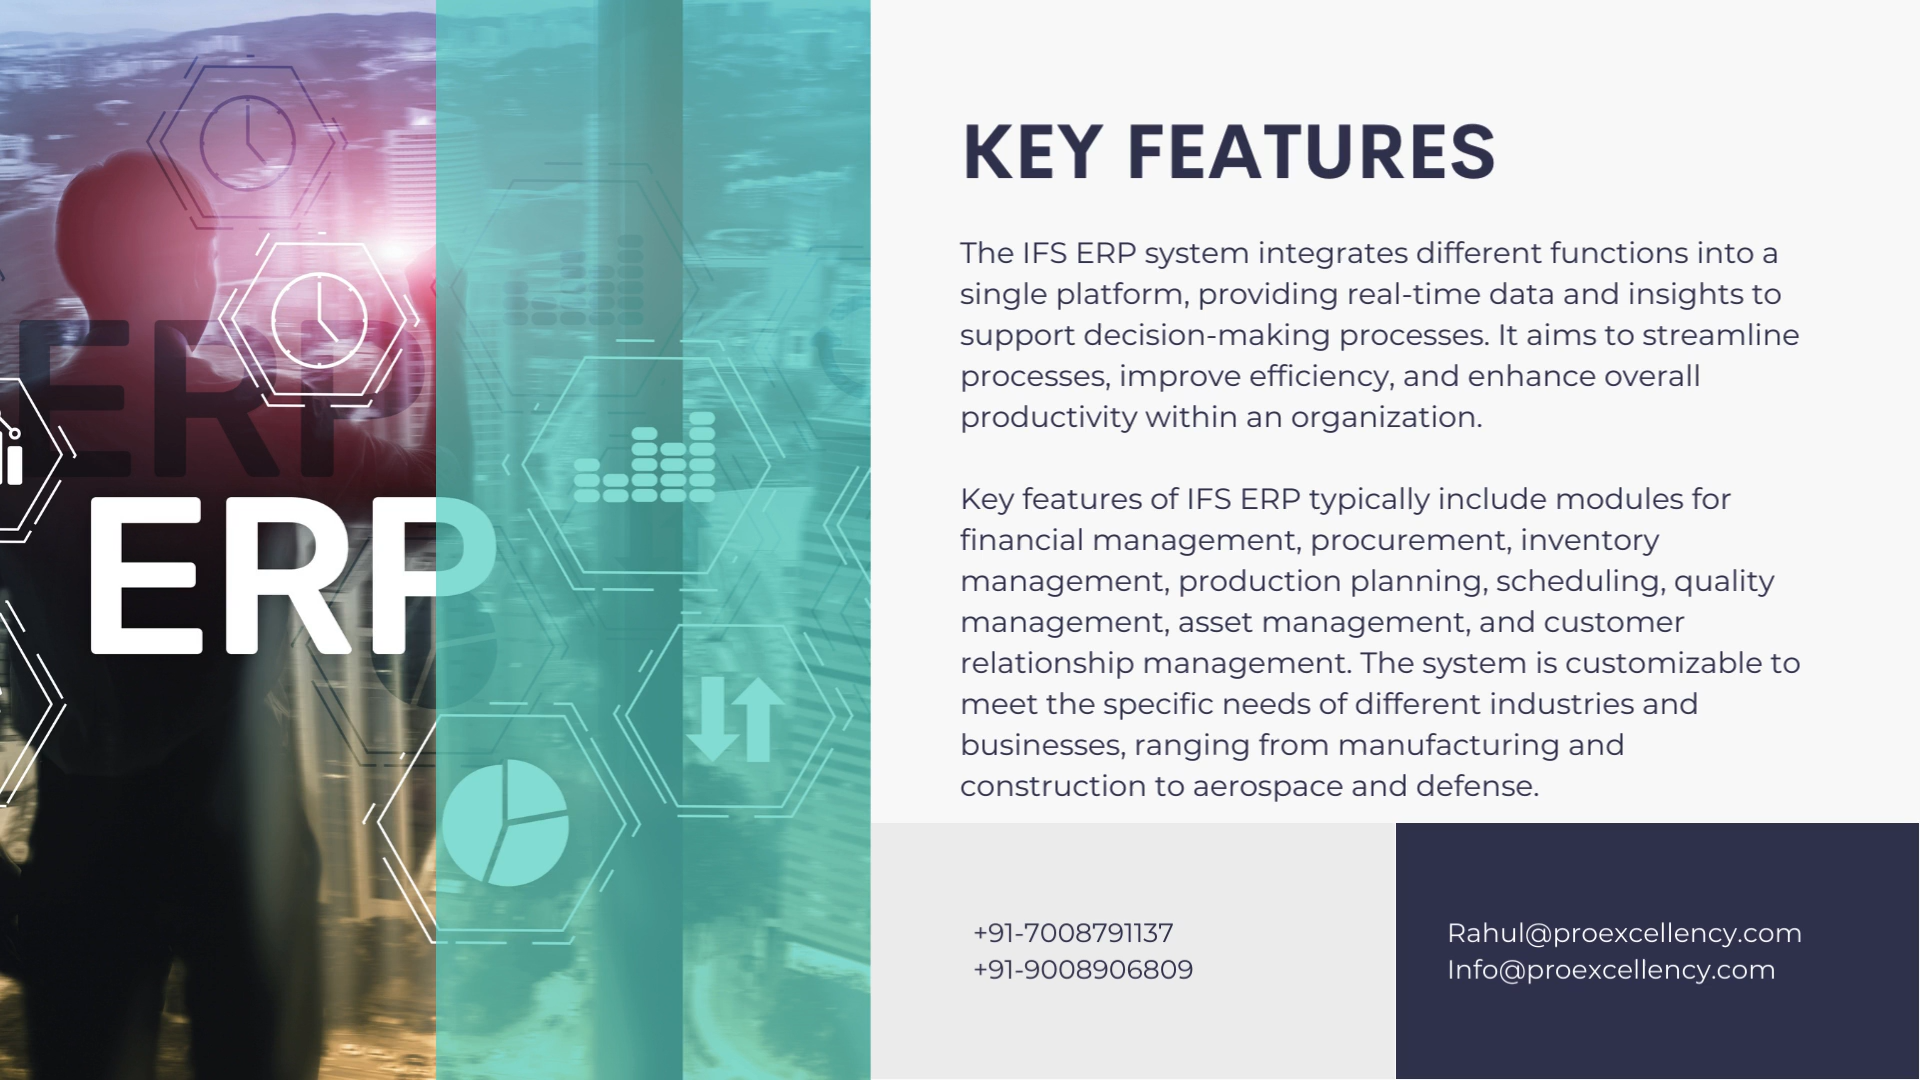 ERP
ERP
KEY FEATURES
The IFS ERP system integrates different functions into a
single platform, providing real-time data and insights to
support decision-making processes. It aims to streamline
processes, improve efficiency, and enhance overall
productivity within an organization.
Key features of IFS ERP typically include modules for
financial management, procurement, inventory
management, production planning, scheduling, quality
management, asset management, and customer
relationship management. The system is customizable to
meet the specific needs of different industries and
businesses, ranging from manufacturing and
construction to aerospace and defense.
+91-7008791137
+91-9008906809
Rahul@proexcellency.com
Info@proexcellency.com